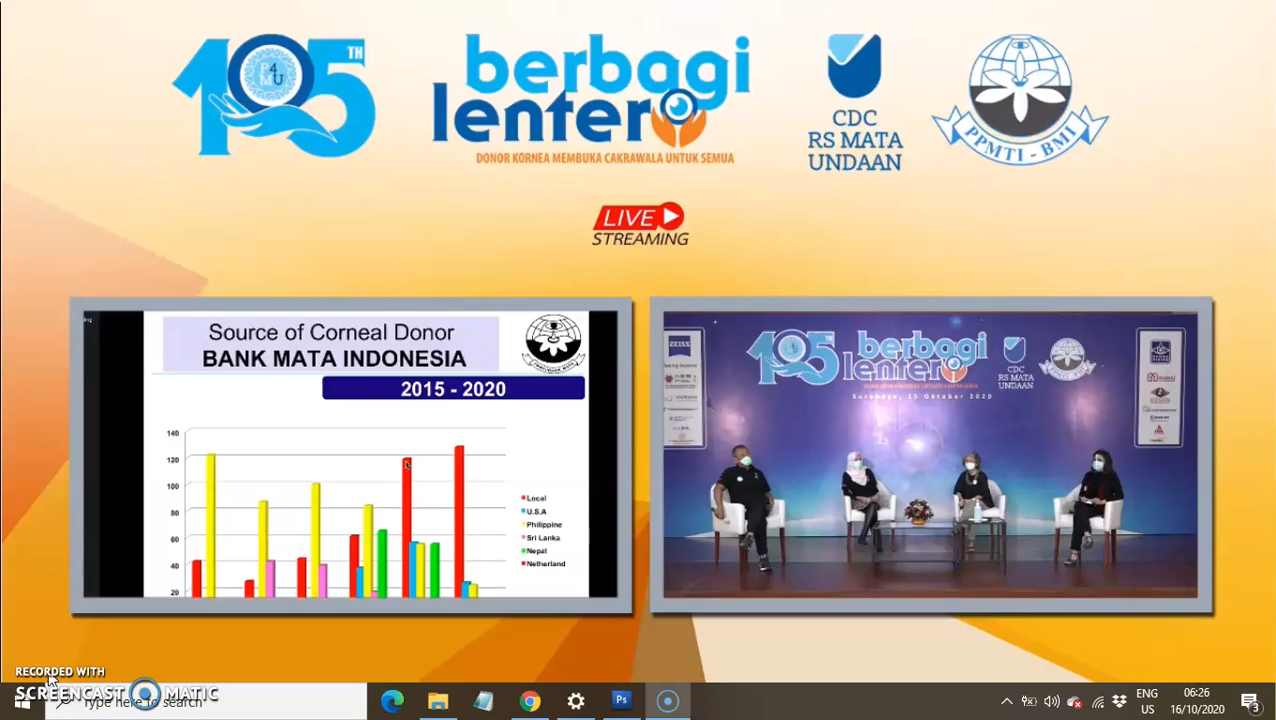 105TH
P4MU
berbagi
lentera
DONOR KORNEA MEMBUKA CAKRAWALA UNTUK SEMUA
CDC
RS MATA
UNDAAN
PPMTI - BMI
LIVE
STREAMING
Source of Corneal Donor
BANK MATA INDONESIA
2015 - 2020
140
120
100
80
60
40
20
Local
U.S.A
Philippine
Sri Lanka
Nepal
Netherland
105
berbagi
lentera
CDC
RS MATA
UNDAAN
Surabaya, 15 Oktober 2020
ZEISS
RECORDED WITH
SCREENCAST MATIC
Type here to search
ENG
US
06:26
16/10/2020
3